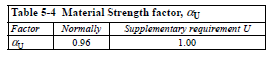 Table 5-4 Material Strength factor, αU
Factor Normally Supplementary requirement U
αU 0.96 1.00